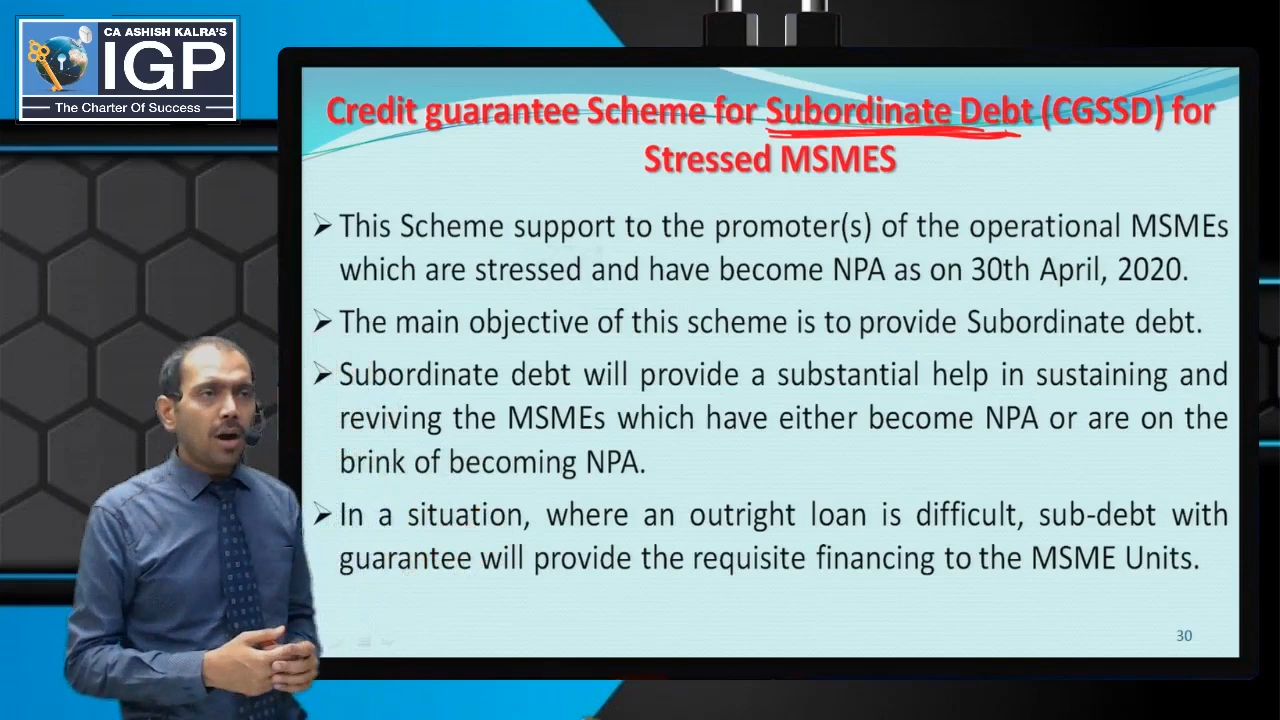 CA ASHISH KALRA'S
IGP
The Charter Of Success
Credit guarantee Scheme for Subordinate Debt (CGSSD) for
Stressed MSMES
➢ This Scheme support to the promoter(s) of the operational MSMEs
which are stressed and have become NPA as on 30th April, 2020.
➢ The main objective of this scheme is to provide Subordinate debt.
➢ Subordinate debt will provide a substantial help in sustaining and
reviving the MSMEs which have either become NPA or are on the
brink of becoming NPA.
➢ In a situation, where an outright loan is difficult, sub-debt with
guarantee will provide the requisite financing to the MSME Units.
30